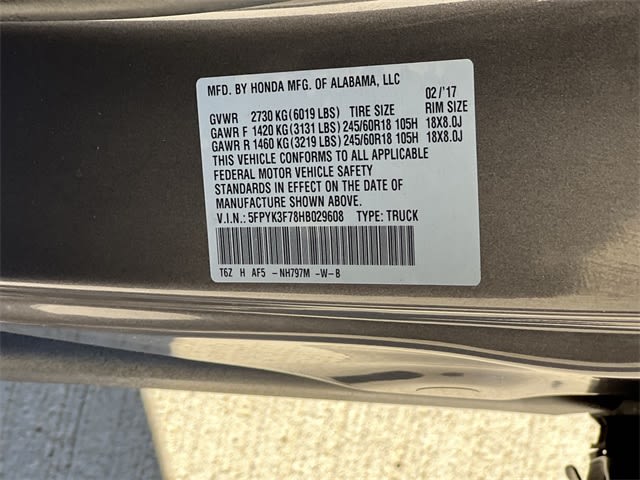 MFD. BY HONDA MFG. OF ALABAMA, LLC
02/'17
GVWR 2730 KG(6019 LBS) TIRE SIZE RIM SIZE
GAWR F 1420 KG(3131 LBS) 245/60R18 105H 18X8.0J
GAWR R 1460 KG(3219 LBS) 245/60R18 105H 18X8.0J
THIS VEHICLE CONFORMS TO ALL APPLICABLE
FEDERAL MOTOR VEHICLE SAFETY
STANDARDS IN EFFECT ON THE DATE OF
MANUFACTURE SHOWN ABOVE.
V.I.N.: 5FPYK3F78HB029608 TYPE: TRUCK
T6Z H AF5 -NH797M -W-B